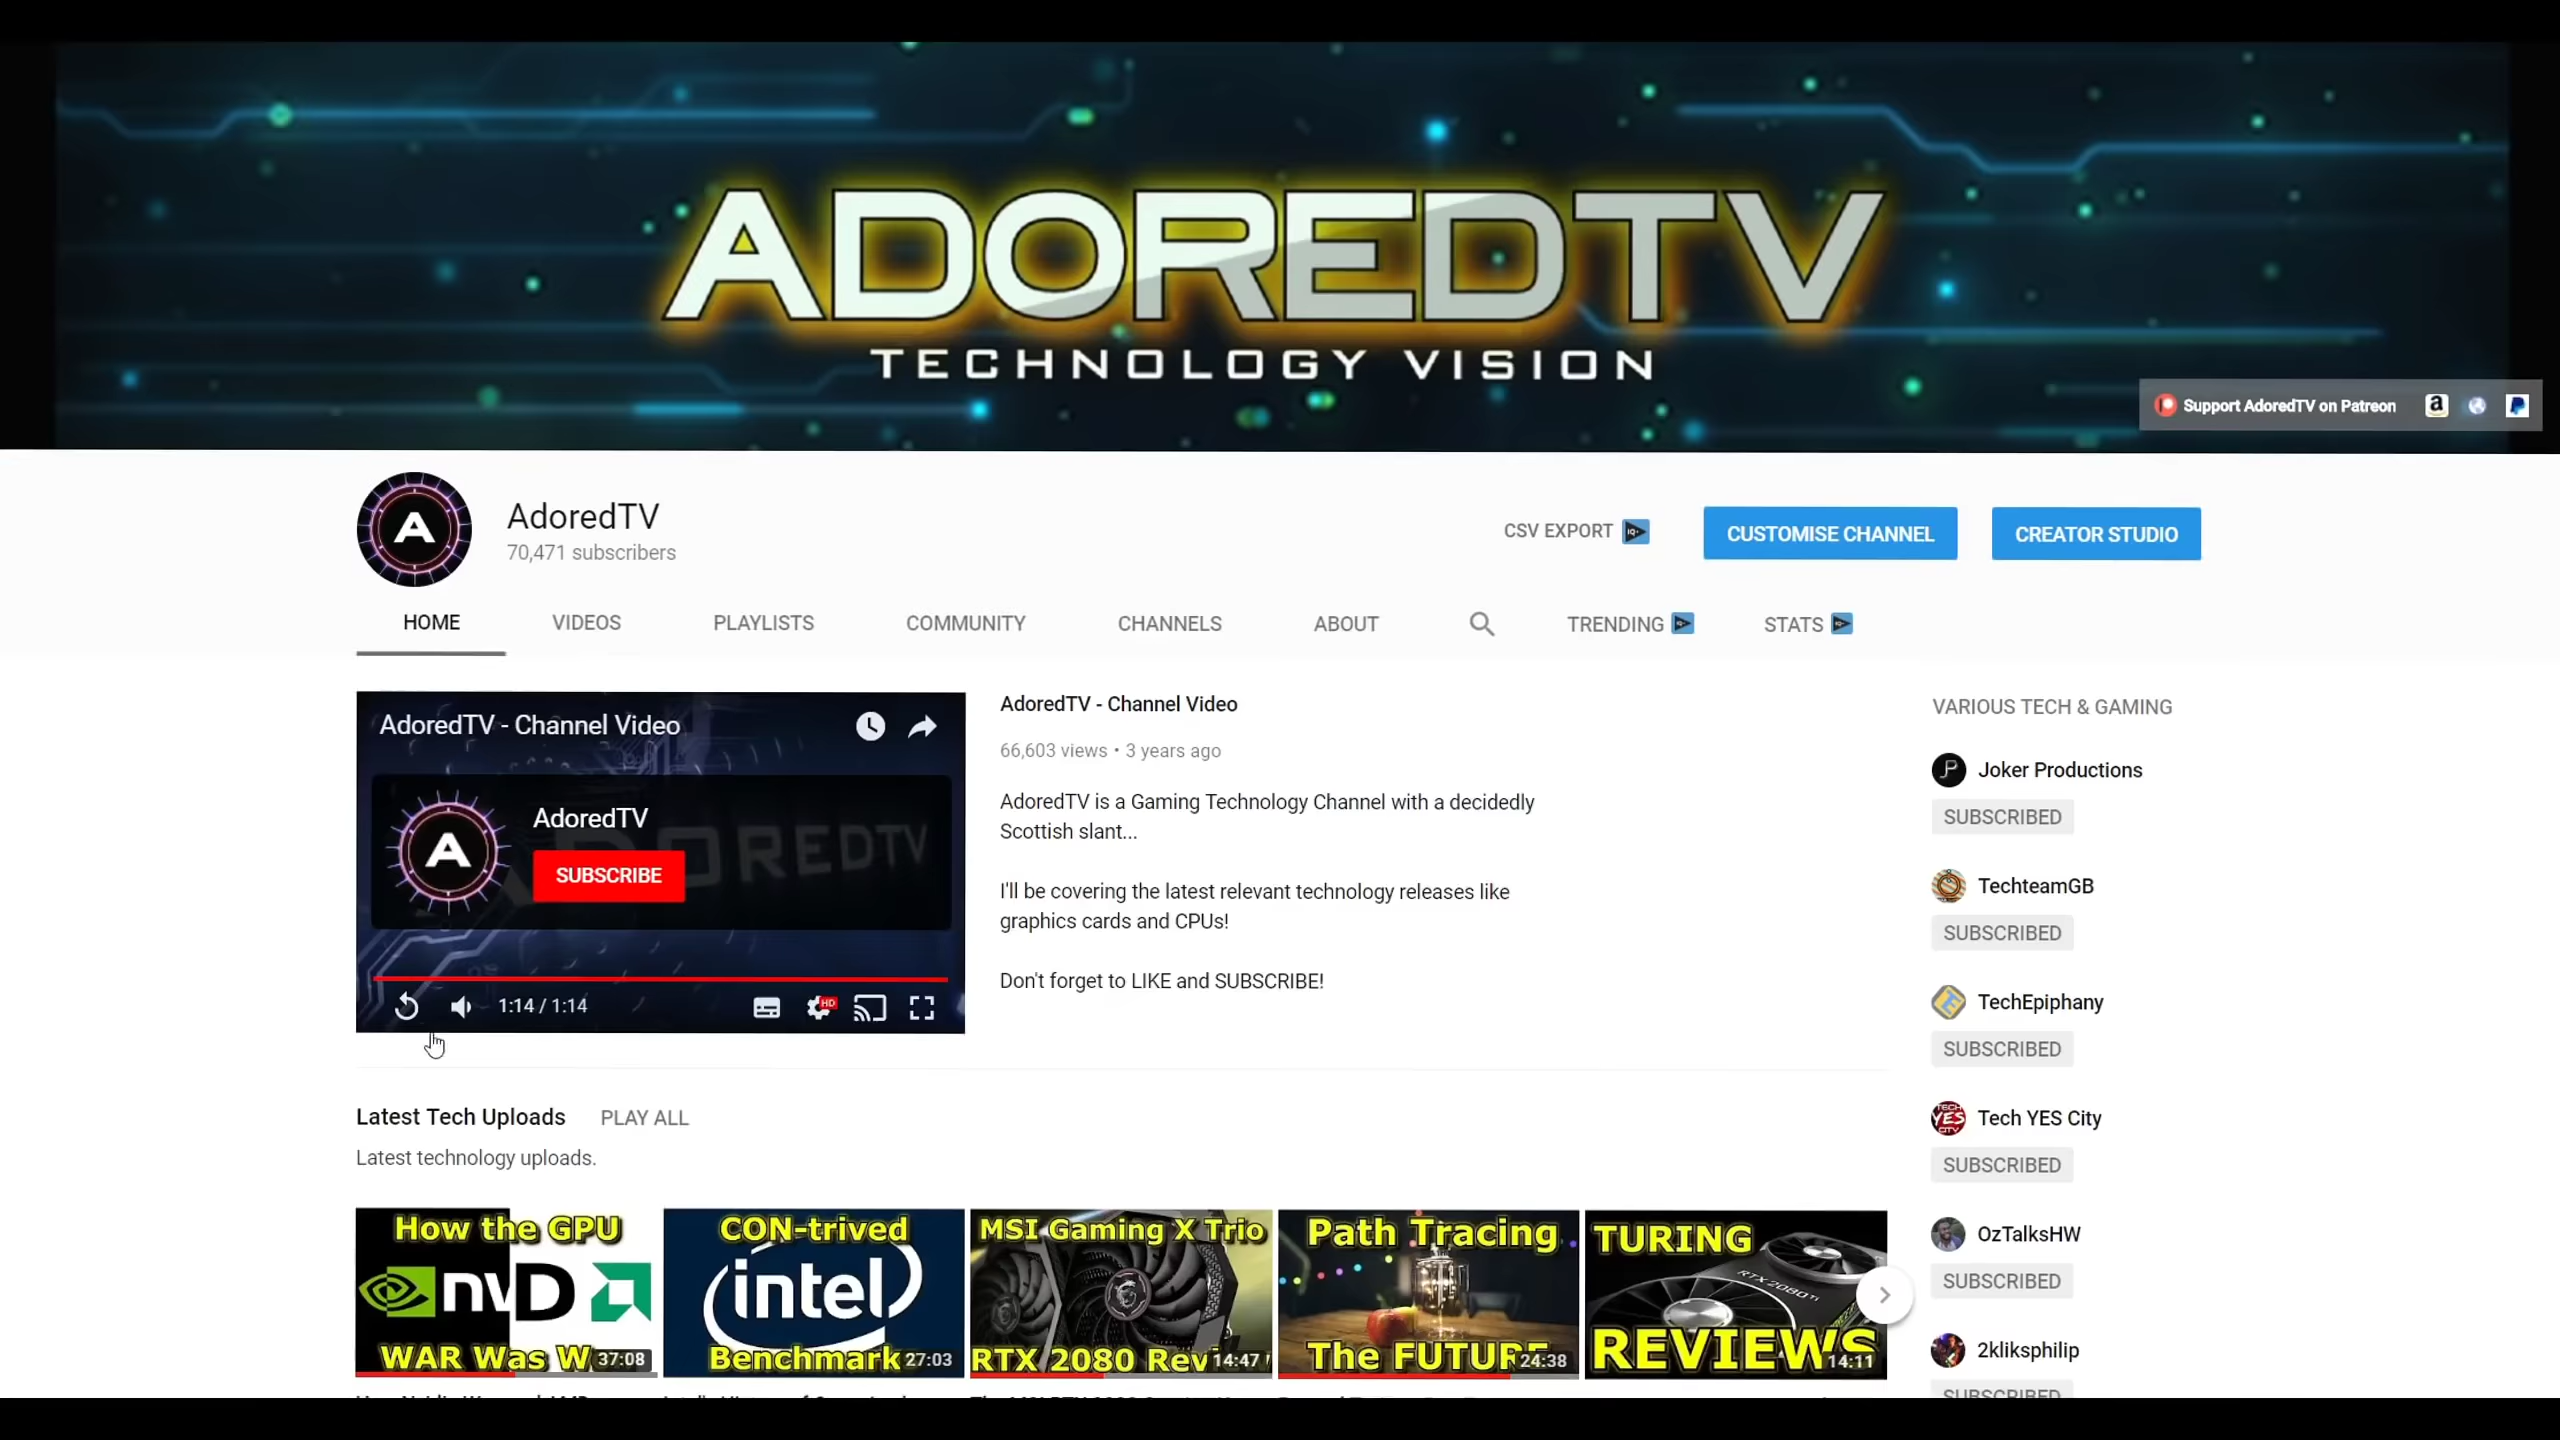 ADOREDTV
TECHNOLOGY VISION
Support AdoredTV on Patreon
AdoredTV
70,471 subscribers
CSV EXPORT
CUSTOMISE CHANNEL
CREATOR STUDIO
HOME
VIDEOS
PLAYLISTS
COMMUNITY
CHANNELS
ABOUT
TRENDING
STATS
AdoredTV - Channel Video
AdoredTV
SUBSCRIBE
1:14 / 1:14
HD
AdoredTV - Channel Video
66,603 views • 3 years ago
AdoredTV is a Gaming Technology Channel with a decidedly
Scottish slant...
I'll be covering the latest relevant technology releases like
graphics cards and CPUs!
Don't forget to LIKE and SUBSCRIBE!
VARIOUS TECH & GAMING
Joker Productions
SUBSCRIBED
TechteamGB
SUBSCRIBED
TechEpiphany
SUBSCRIBED
Tech YES City
SUBSCRIBED
OzTalksHW
SUBSCRIBED
2kliksphilip
SUBSCRIBED
Latest Tech Uploads
PLAY ALL
Latest technology uploads.
How the GPU
WAR Was W
37:08
CON-trived
intel
Benchmark
27:03
MSI Gaming X Trio
RTX 2080 Rev
14:47
Path Tracing
The FUTUR
24:38
TURING
RTX 2080 Ti
REVIEWS
14:11